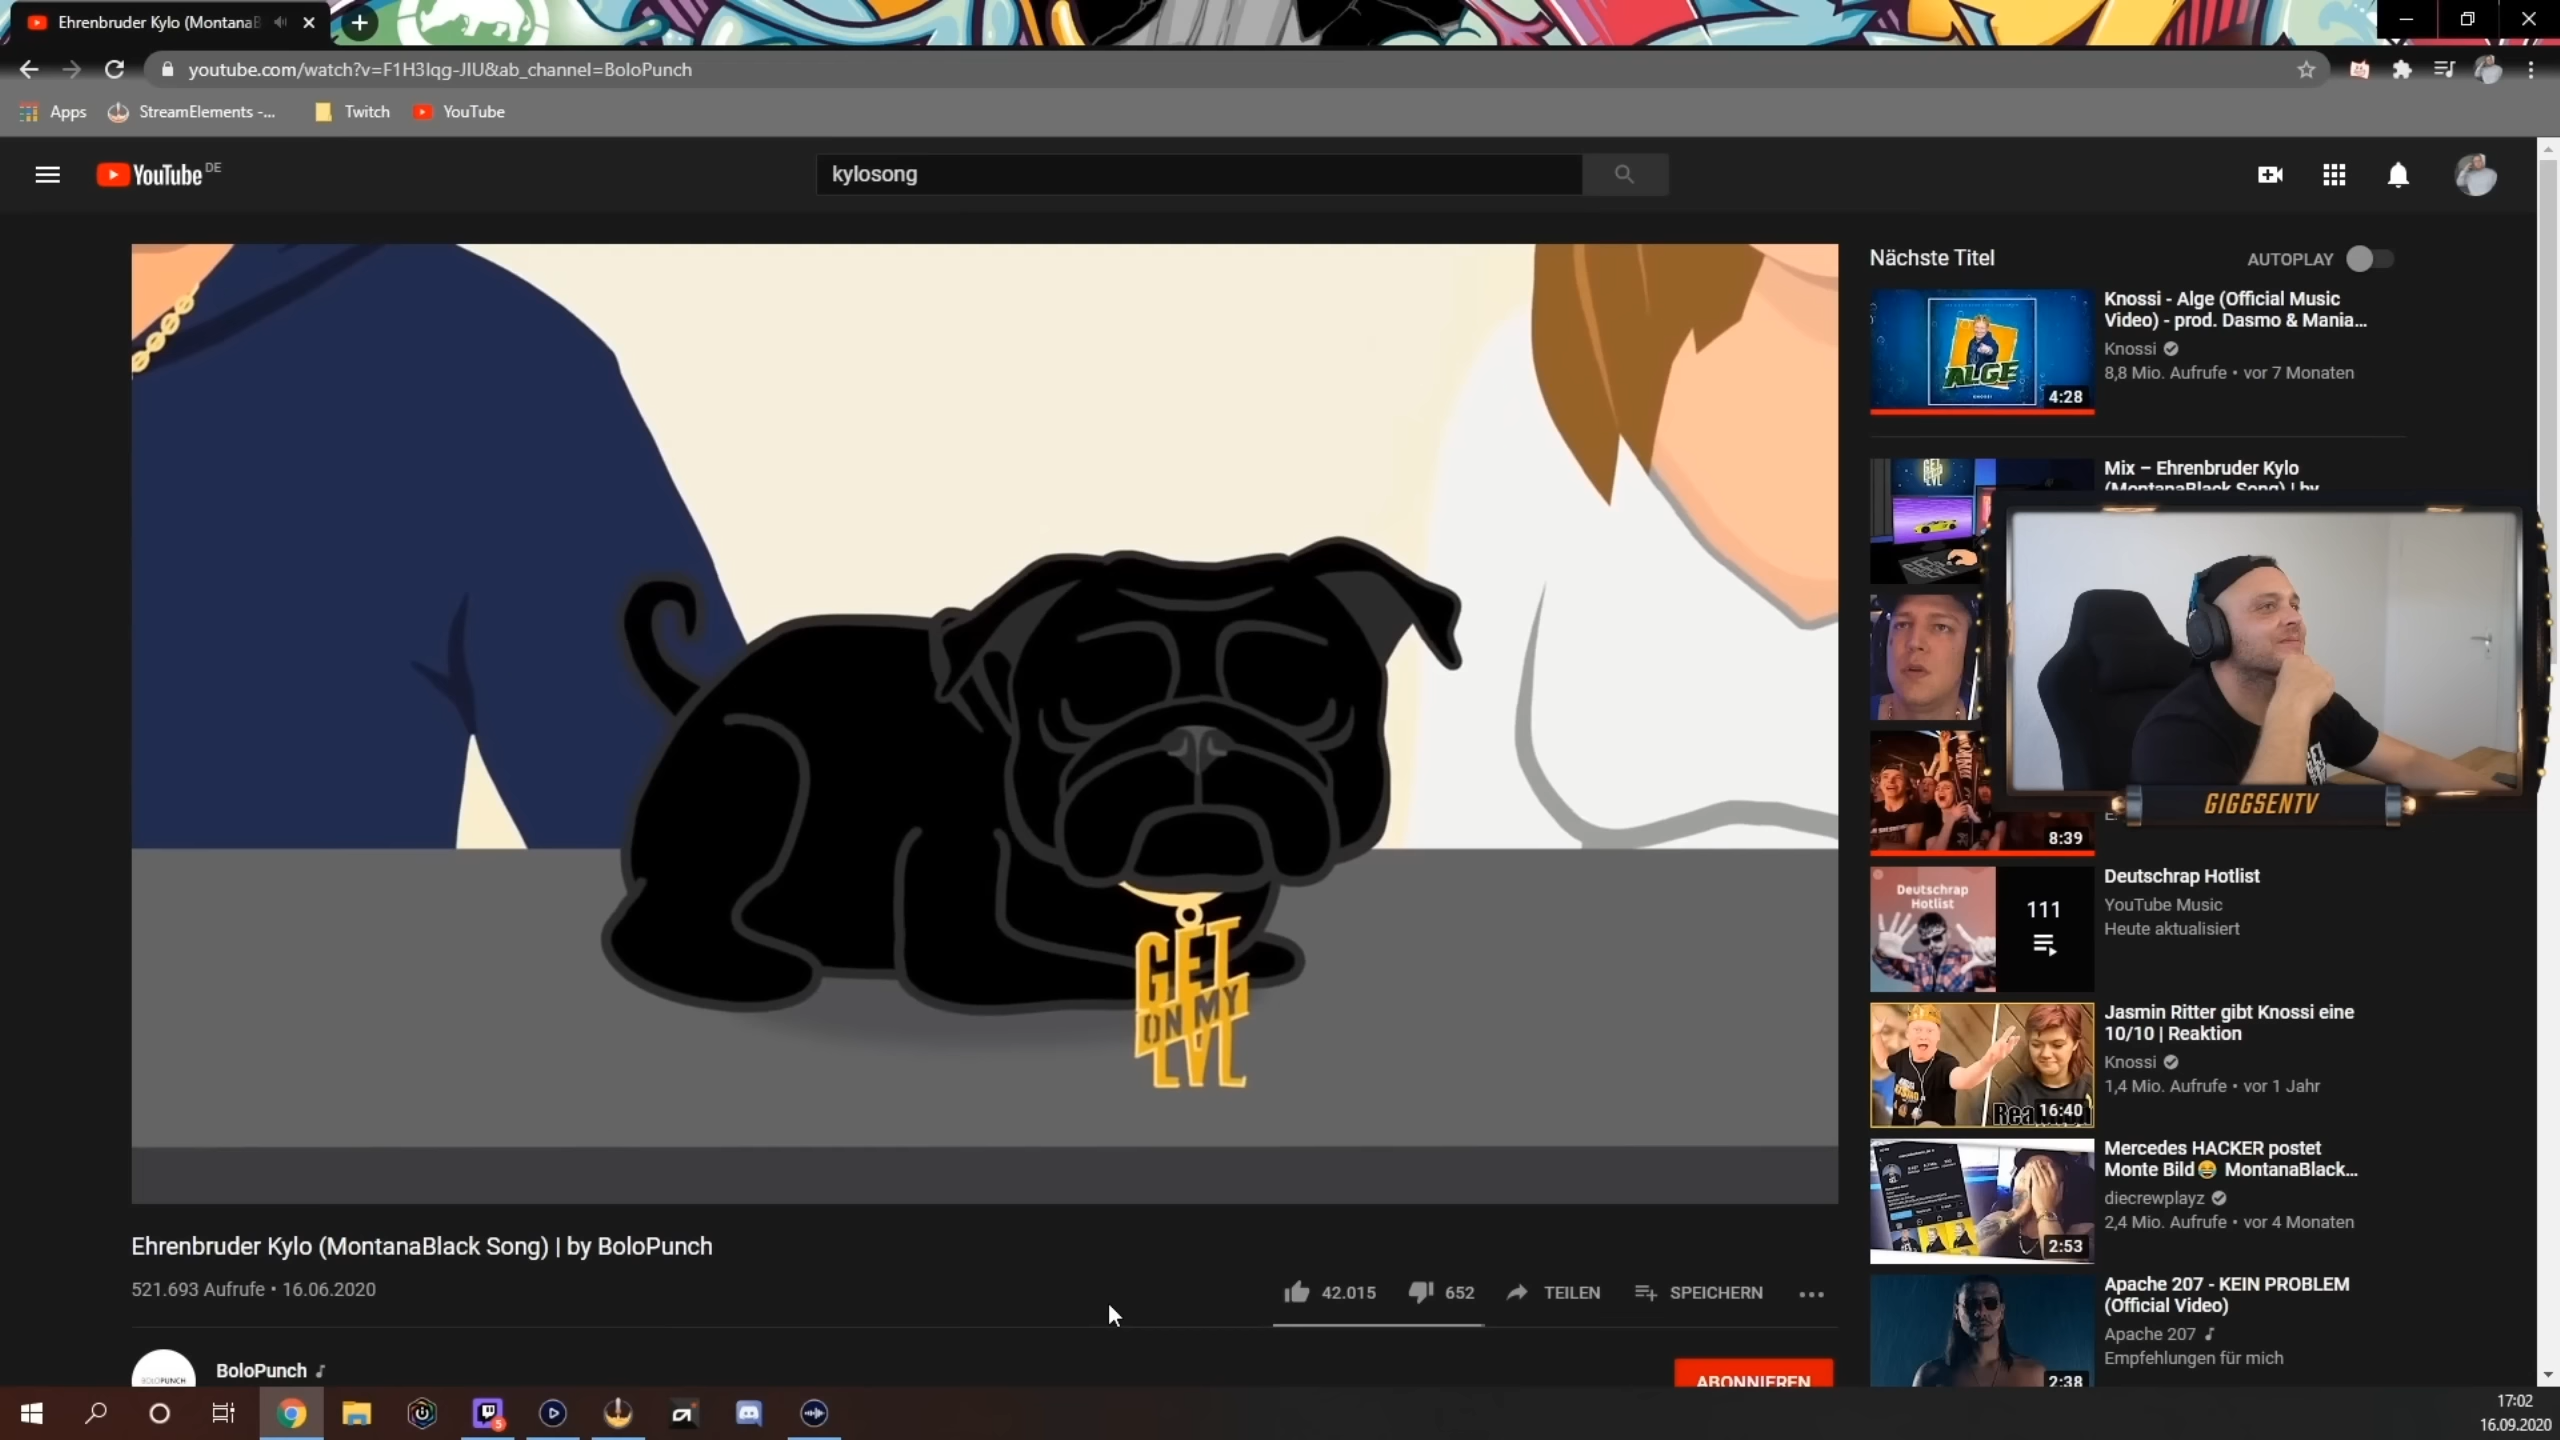 Ehrenbruder Kylo (MontanaB
youtube.com/watch?v=F1H3Iqg-JIU&ab_channel=BoloPunch
Apps
StreamElements -...
Twitch
YouTube
YouTube DE
kylosong
Nächste Titel
AUTOPLAY
ALGE
4:28
Knossi - Alge (Official Music
Video) - prod. Dasmo & Mania...
Knossi
8,8 Mio. Aufrufe • vor 7 Monaten
Mix – Ehrenbruder Kylo
(MontanaBlack Song) | by
GIGGSENTV
8:39
Deutschrap
Hotlist
111
Deutschrap Hotlist
YouTube Music
Heute aktualisiert
16:40
Jasmin Ritter gibt Knossi eine
10/10 | Reaktion
Knossi
1,4 Mio. Aufrufe • vor 1 Jahr
2:53
Mercedes HACKER postet
Monte Bild😂 MontanaBlack...
diecrewplayz
2,4 Mio. Aufrufe • vor 4 Monaten
2:38
Apache 207 - KEIN PROBLEM
(Official Video)
Apache 207
Empfehlungen für mich
GET
ON MY
LVL
Ehrenbruder Kylo (MontanaBlack Song) | by BoloPunch
521.693 Aufrufe • 16.06.2020
42.015
652
TEILEN
SPEICHERN
BOLOPUNCH
BoloPunch
ABONNIEREN
5
17:02
16.09.2020